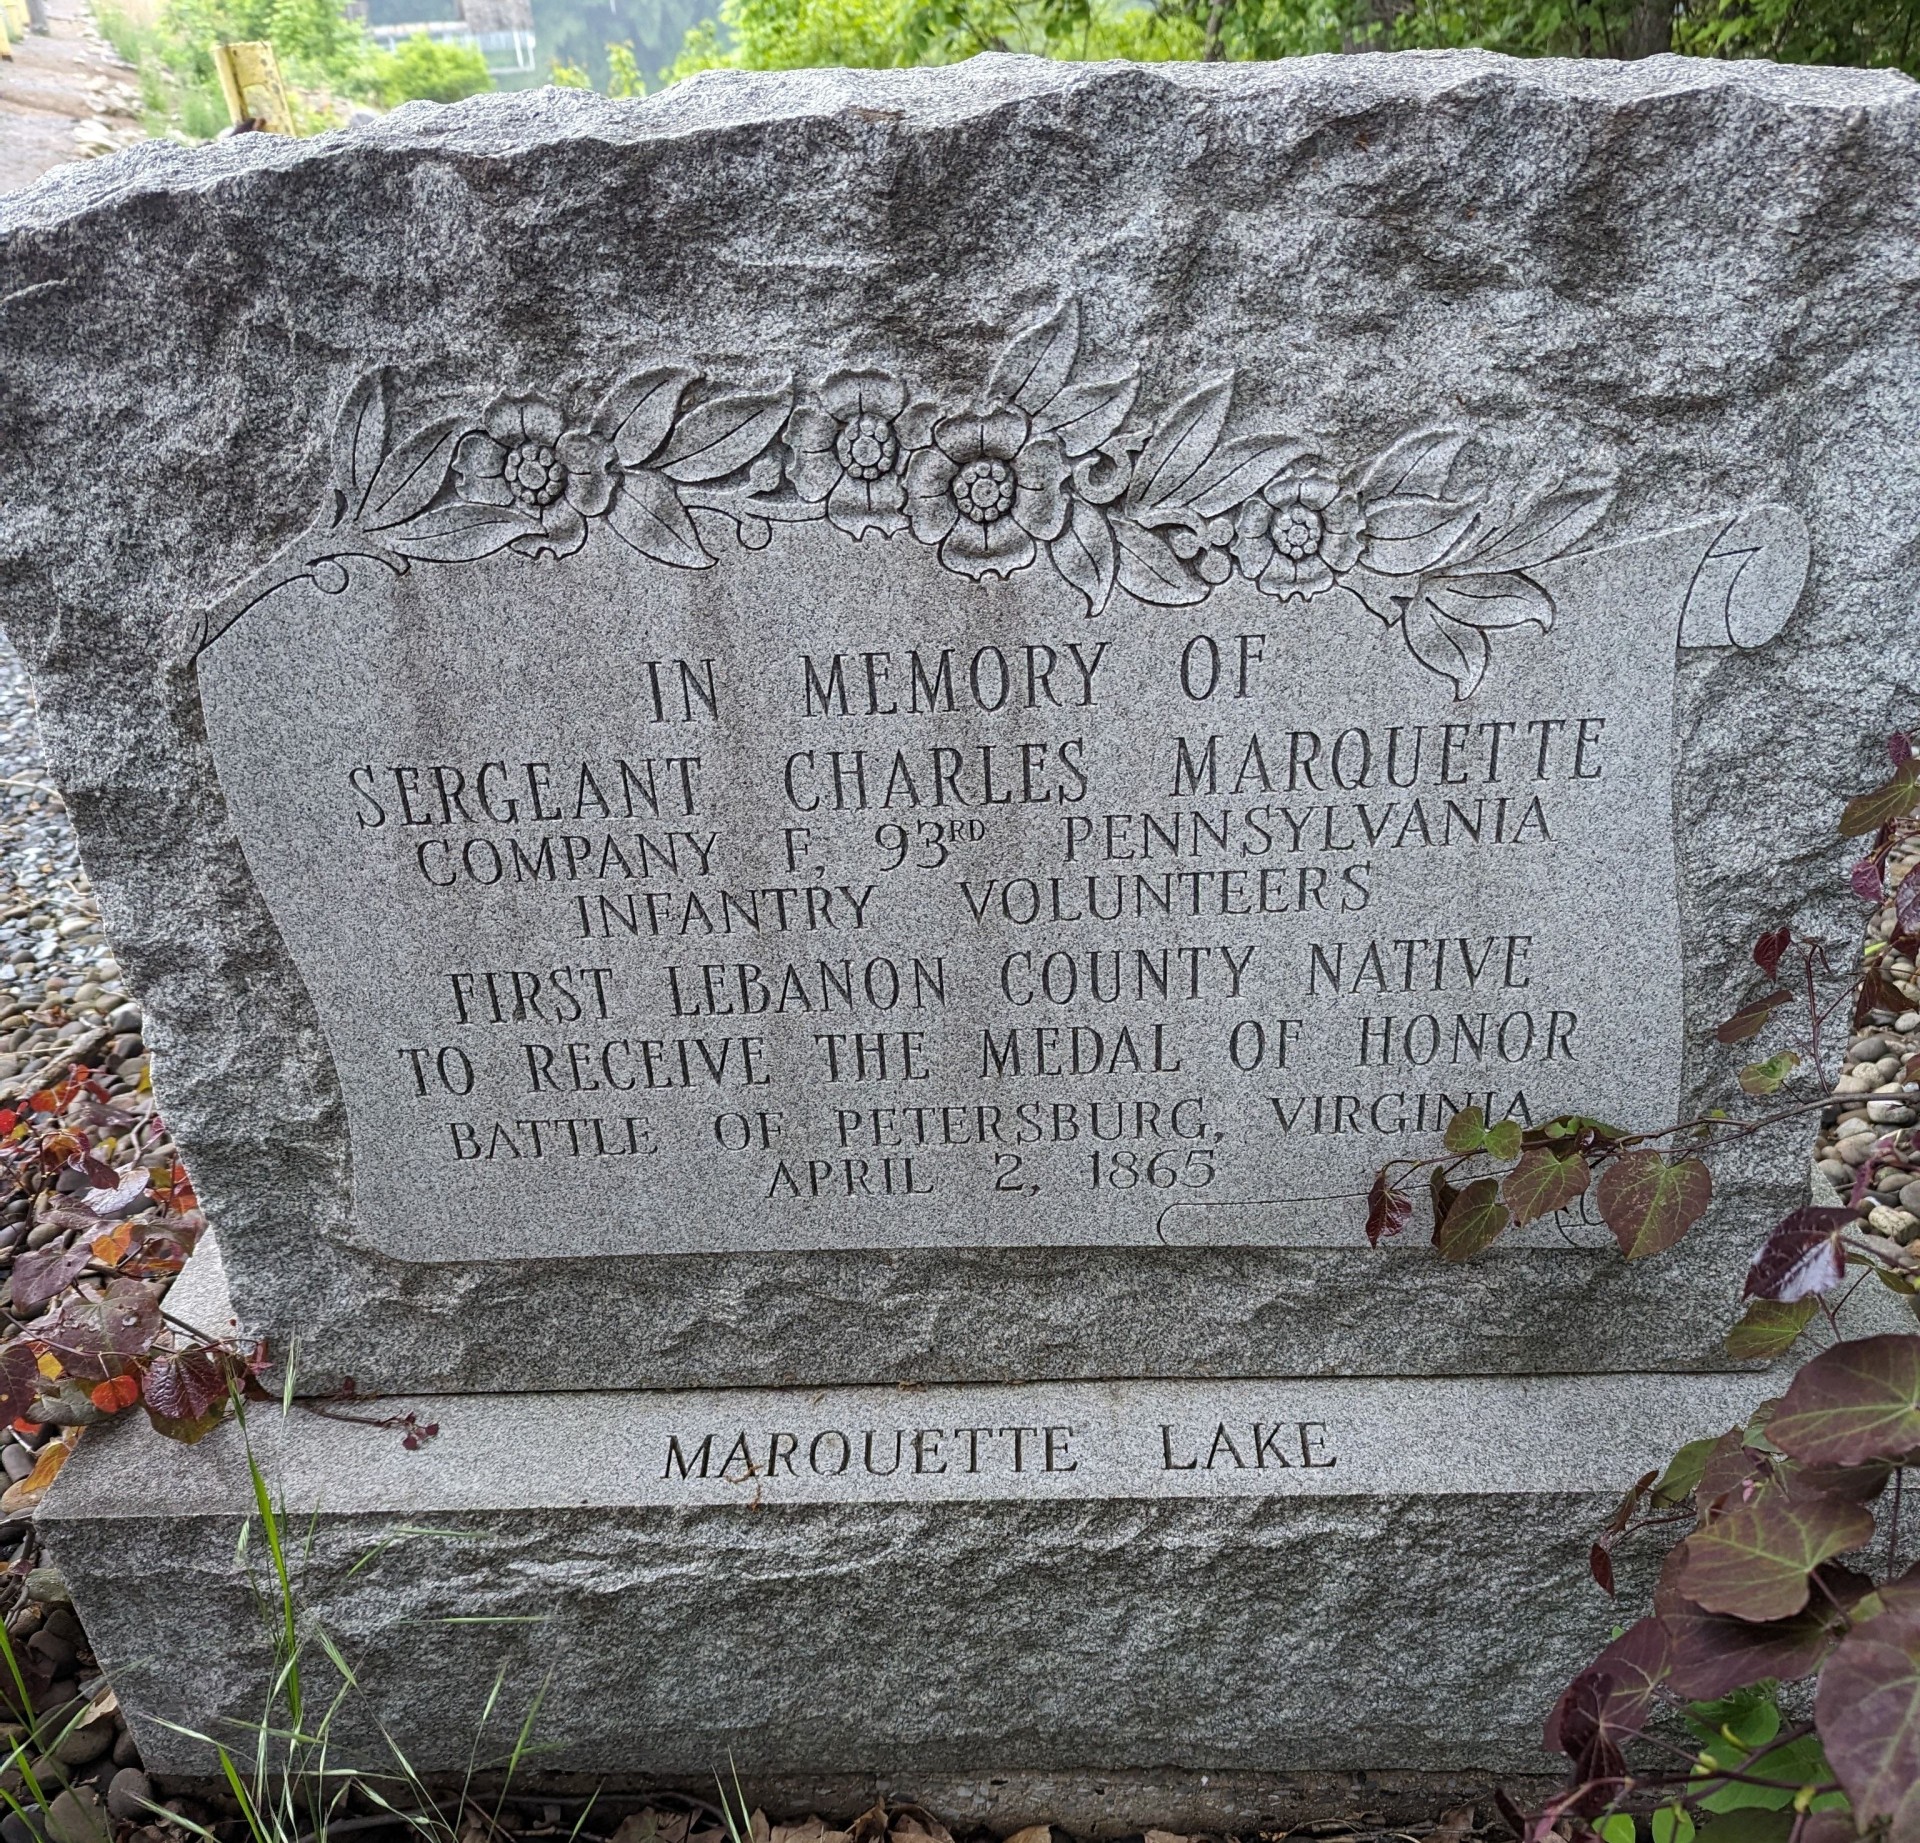 IN MEMORY OF
SERGEANT CHARLES MARQUETTE
COMPANY F, 93RD PENNSYLVANIA
INFANTRY VOLUNTEERS
FIRST LEBANON COUNTY NATIVE
TO RECEIVE THE MEDAL OF HONOR
BATTLE OF PETERSBURG, VIRGINIA
APRIL 2, 1865
MARQUETTE LAKE